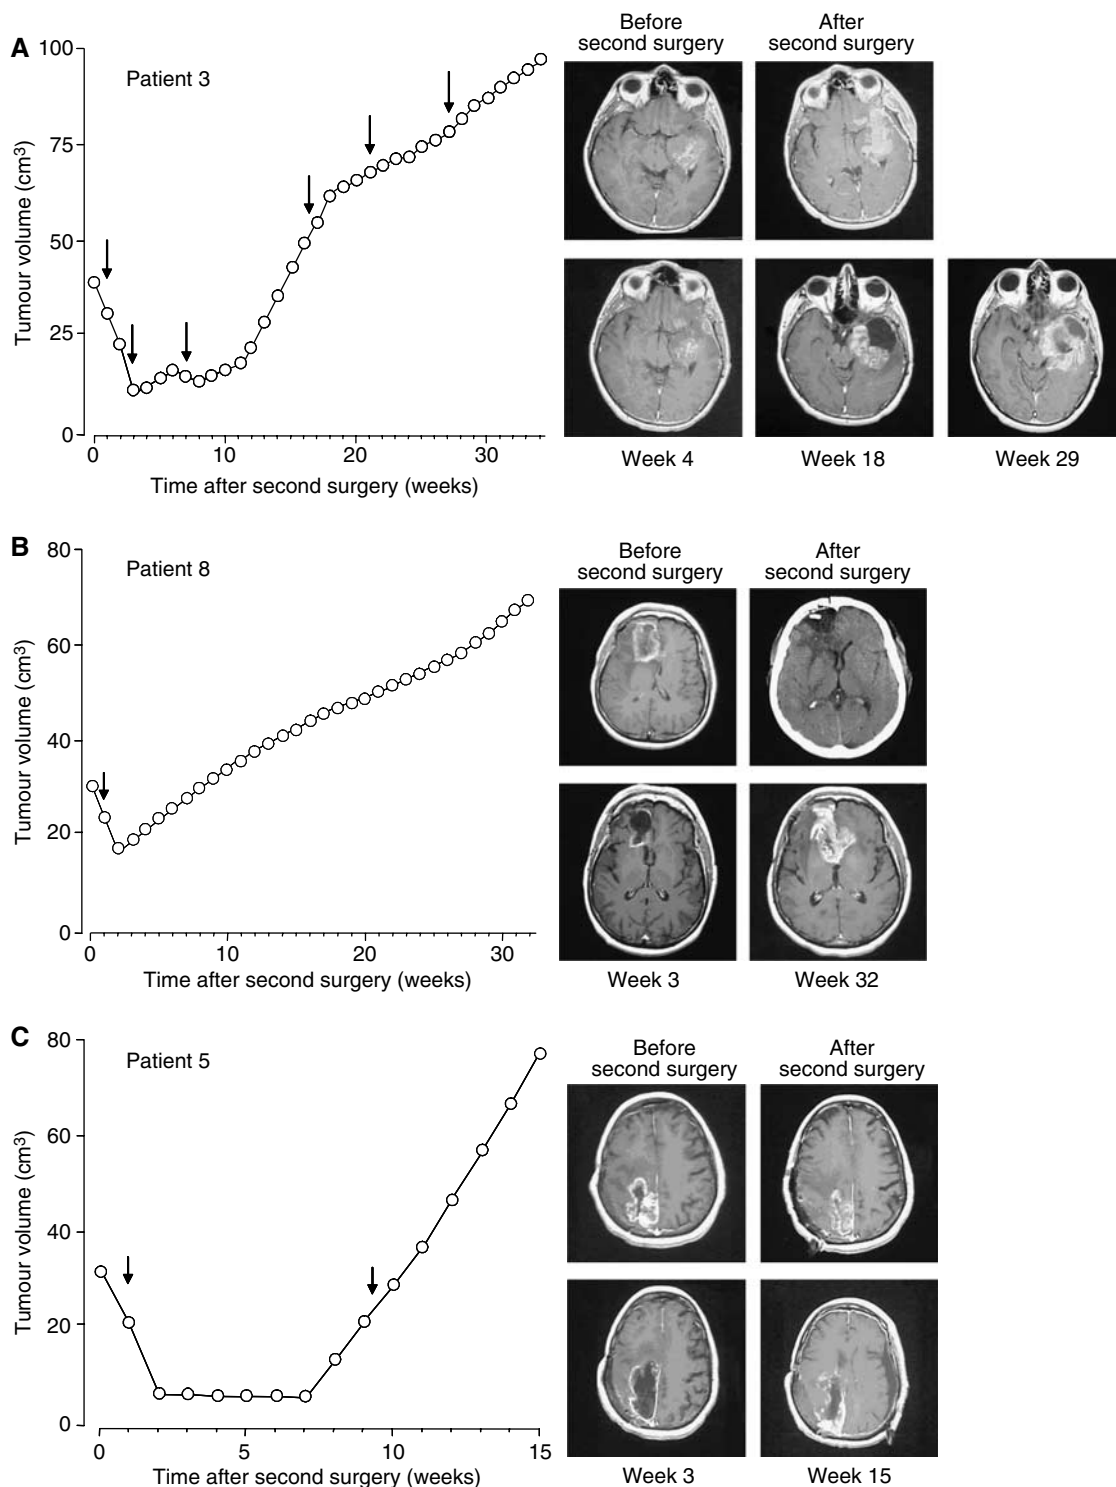 A
Patient 3
100
75
50
25
0
Tumour volume (cm³)
0 10 20 30
Time after second surgery (weeks)
Before
second surgery
After
second surgery
Week 4
Week 18
Week 29
B
Patient 8
80
60
40
20
0
Tumour volume (cm³)
0 10 20 30
Time after second surgery (weeks)
Before
second surgery
After
second surgery
Week 3
Week 32
C
Patient 5
80
60
40
20
0
Tumour volume (cm³)
0 5 10 15
Time after second surgery (weeks)
Before
second surgery
After
second surgery
Week 3
Week 15